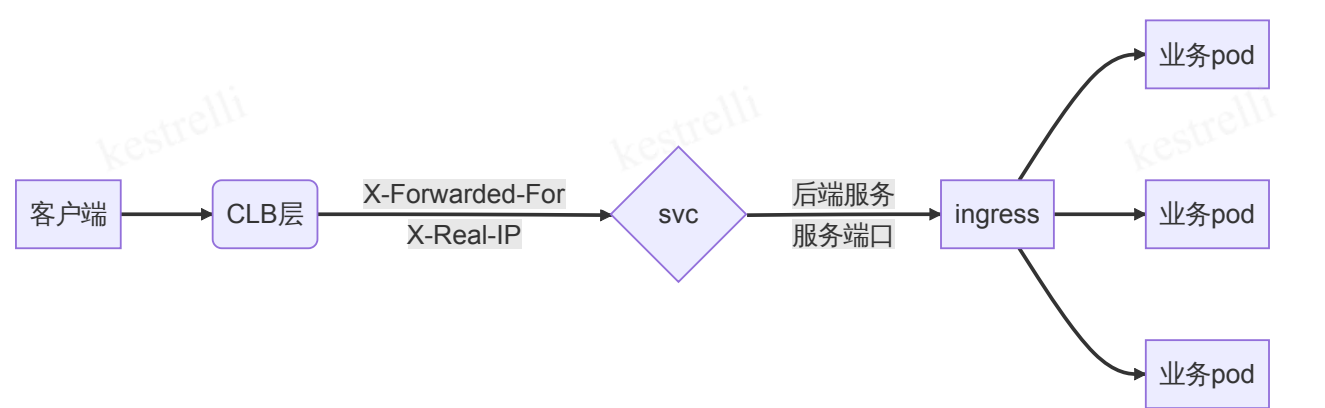 业务pod
kestrelli
kestrelli
kestrelli
客户端
CLB层
X-Forwarded-For
X-Real-IP
svc
后端服务
服务端口
ingress
业务pod
业务pod